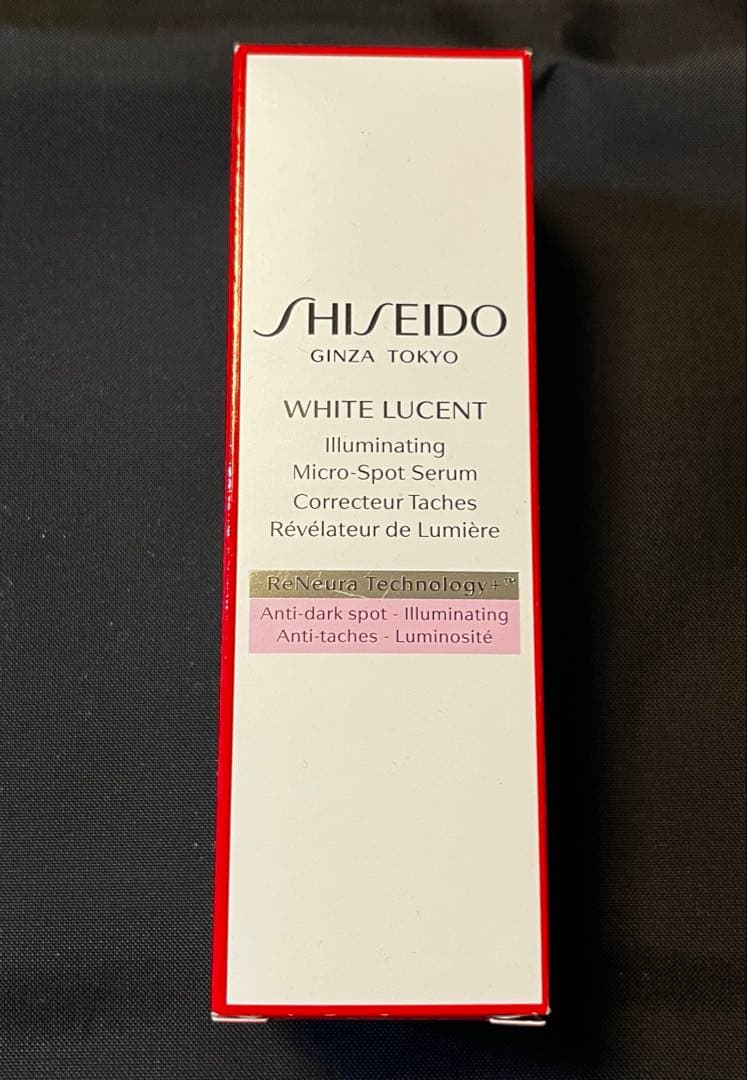 SHISEIDO
GINZA TOKYO
WHITE LUCENT
Illuminating
Micro-Spot Serum
Correcteur Taches
Révélateur de Lumière
ReNeura Technology+™
Anti-dark spot - Illuminating
Anti-taches - Luminosité